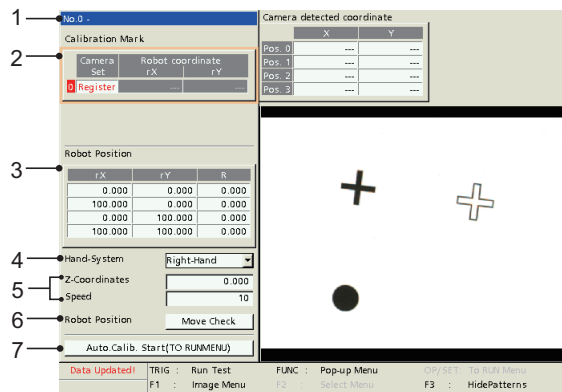 1
No.0 -
Camera detected coordinate
Calibration Mark
X Y
Pos. 0 --- ---
Pos. 1 --- ---
Pos. 2 --- ---
Pos. 3 --- ---
2
Camera Set Robot coordinate
rX rY
0 Register --- ---
Robot Position
3
rX rY R
0.000 0.000 0.000
100.000 0.000 0.000
0.000 100.000 0.000
100.000 100.000 0.000
4
Hand-System Right-Hand
5
Z-Coordinates 0.000
Speed 10
6
Robot Position Move Check
7
Auto.Calib. Start(TO RUNMENU)
Data Updated! TRIG : Run Test FUNC : Pop-up Menu OP/SET: To RUN Menu
F1 : Image Menu F2 : Select Menu F3 : HidePatterns